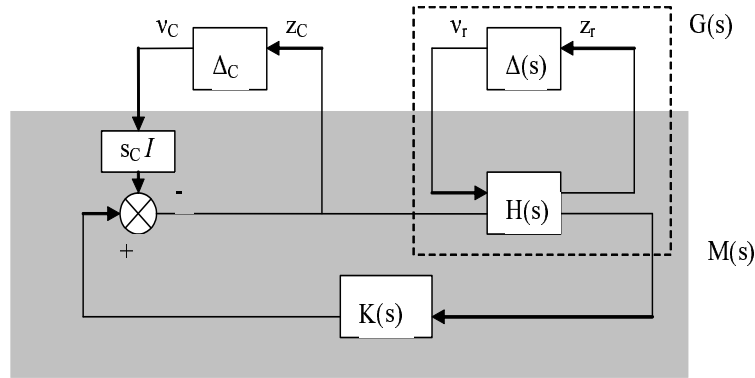 ν_C z_C ν_r z_r G(s)
Δ_C Δ(s)
s_C I
-
H(s)
+
M(s)
K(s)